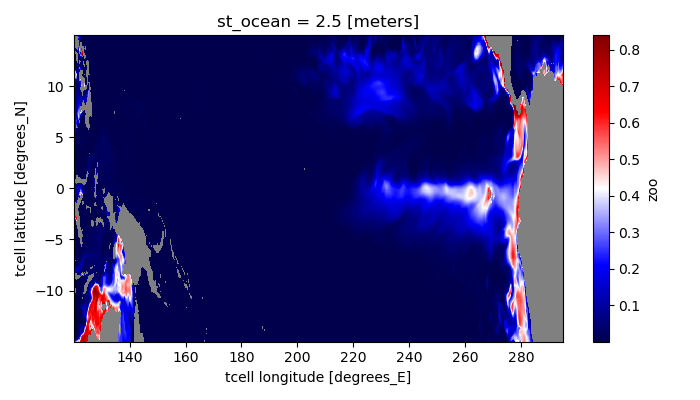 st_ocean = 2.5 [meters]
tcell latitude [degrees_N]
10
5
0
−5
−10
140 160 180 200 220 240 260 280
tcell longitude [degrees_E]
0.8
0.7
0.6
0.5
0.4
0.3
0.2
0.1
zoo